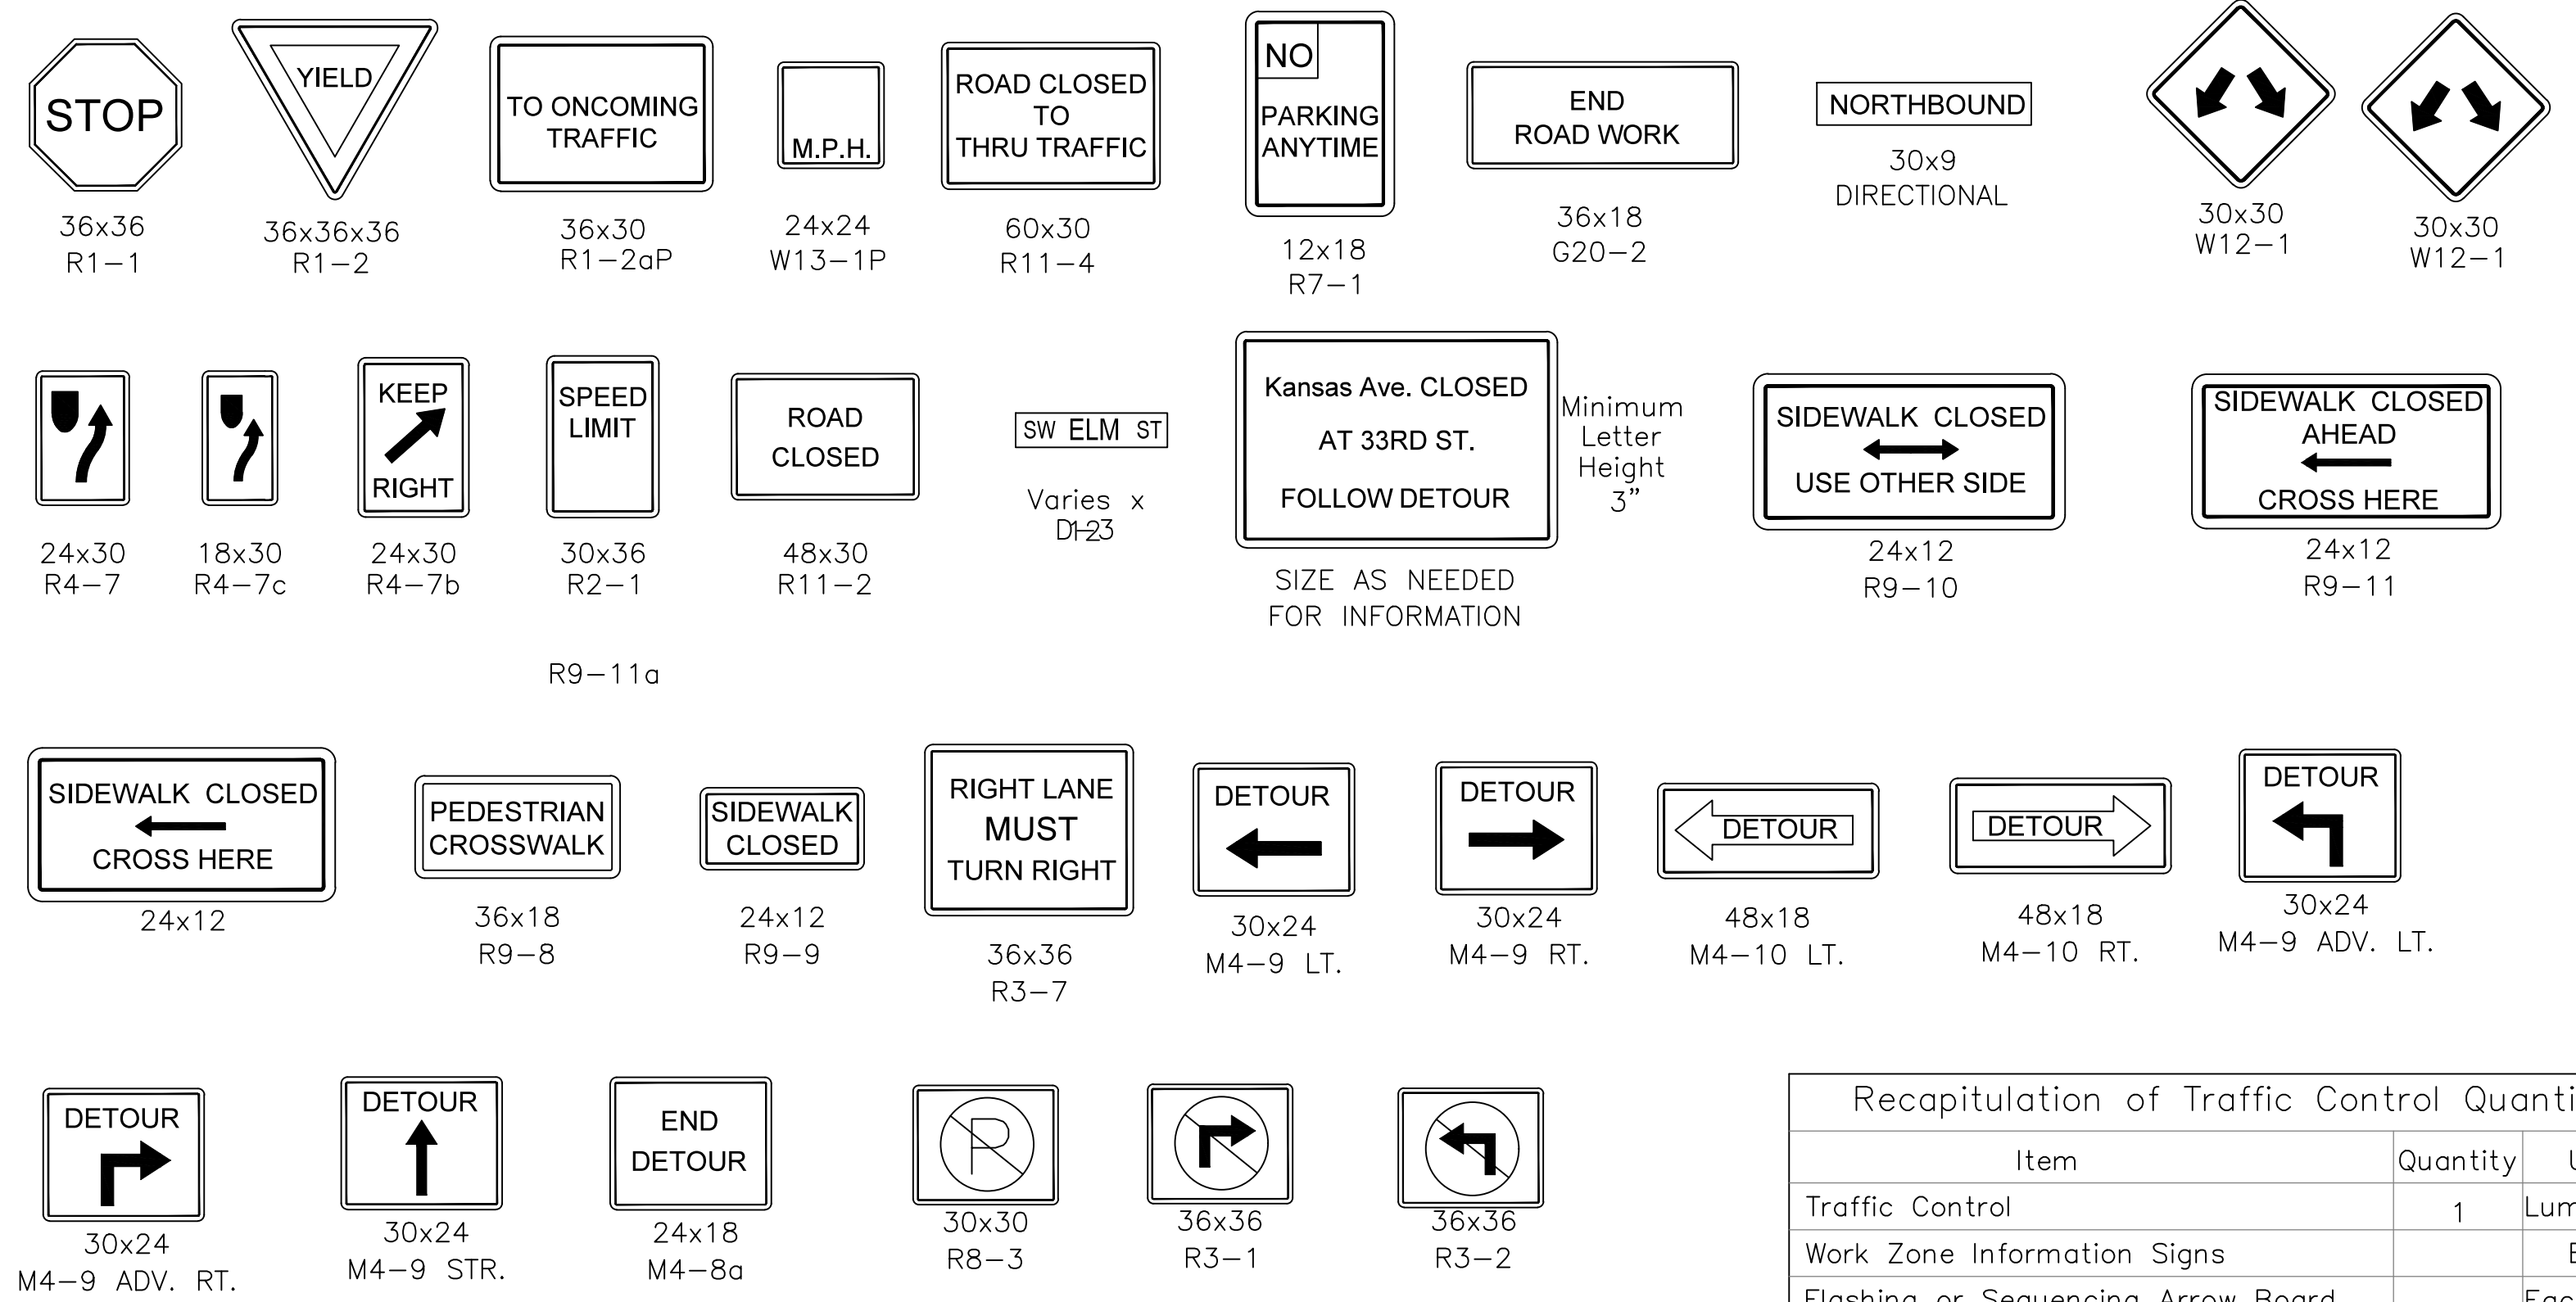 STOP
36x36
R1-1
YIELD
36x36x36
R1-2
TO ONCOMING
TRAFFIC
36x30
R1-2aP
M.P.H.
24x24
W13-1P
ROAD CLOSED
TO
THRU TRAFFIC
60x30
R11-4
NO
PARKING
ANYTIME
12x18
R7-1
END
ROAD WORK
36x18
G20-2
NORTHBOUND
30x9
DIRECTIONAL
30x30
W12-1
30x30
W12-1
24x30
R4-7
18x30
R4-7c
KEEP
RIGHT
24x30
R4-7b
SPEED
LIMIT
30x36
R2-1
ROAD
CLOSED
48x30
R11-2
SW ELM ST
Varies x
Kansas Ave. CLOSED
AT 33RD ST.
FOLLOW DETOUR
Minimum
Letter
Height
3"
SIZE AS NEEDED
FOR INFORMATION
SIDEWALK CLOSED
USE OTHER SIDE
24x12
R9-10
SIDEWALK CLOSED
AHEAD
CROSS HERE
24x12
R9-11
R9-11a
SIDEWALK CLOSED
CROSS HERE
24x12
PEDESTRIAN
CROSSWALK
36x18
R9-8
SIDEWALK
CLOSED
24x12
R9-9
RIGHT LANE
MUST
TURN RIGHT
36x36
R3-7
DETOUR
30x24
M4-9 LT.
DETOUR
30x24
M4-9 RT.
DETOUR
48x18
M4-10 LT.
DETOUR
48x18
M4-10 RT.
DETOUR
30x24
M4-9 ADV. LT.
DETOUR
30x24
M4-9 ADV. RT.
DETOUR
30x24
M4-9 STR.
END
DETOUR
24x18
M4-8a
P
30x30
R8-3
36x36
R3-1
36x36
R3-2
Recapitulation of Traffic Control
Item Quantity
Traffic Control 1
Work Zone Information Signs
Flashing or Sequencing Arrow Board